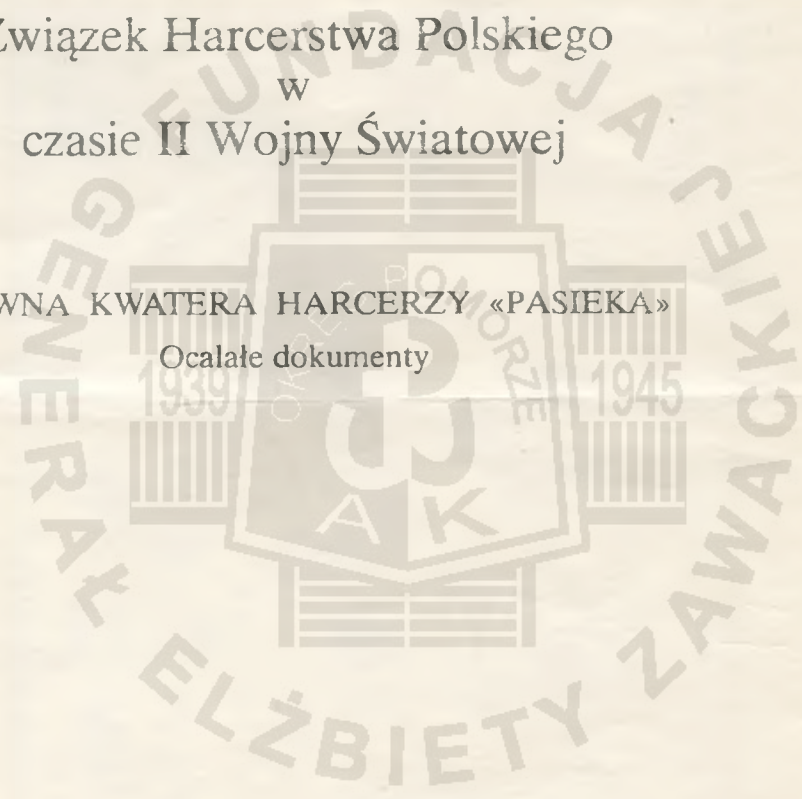 Związek Harcerstwa Polskiego
w
czasie II Wojny Światowej
WNA KWATERA HARCERZY «PASIEKA»
Ocalałe dokumenty
FUNDACJA GENERAŁ ELŻBIETY ZAWACKIEJ
OKRĘG POMORZE
1939
1945
AK